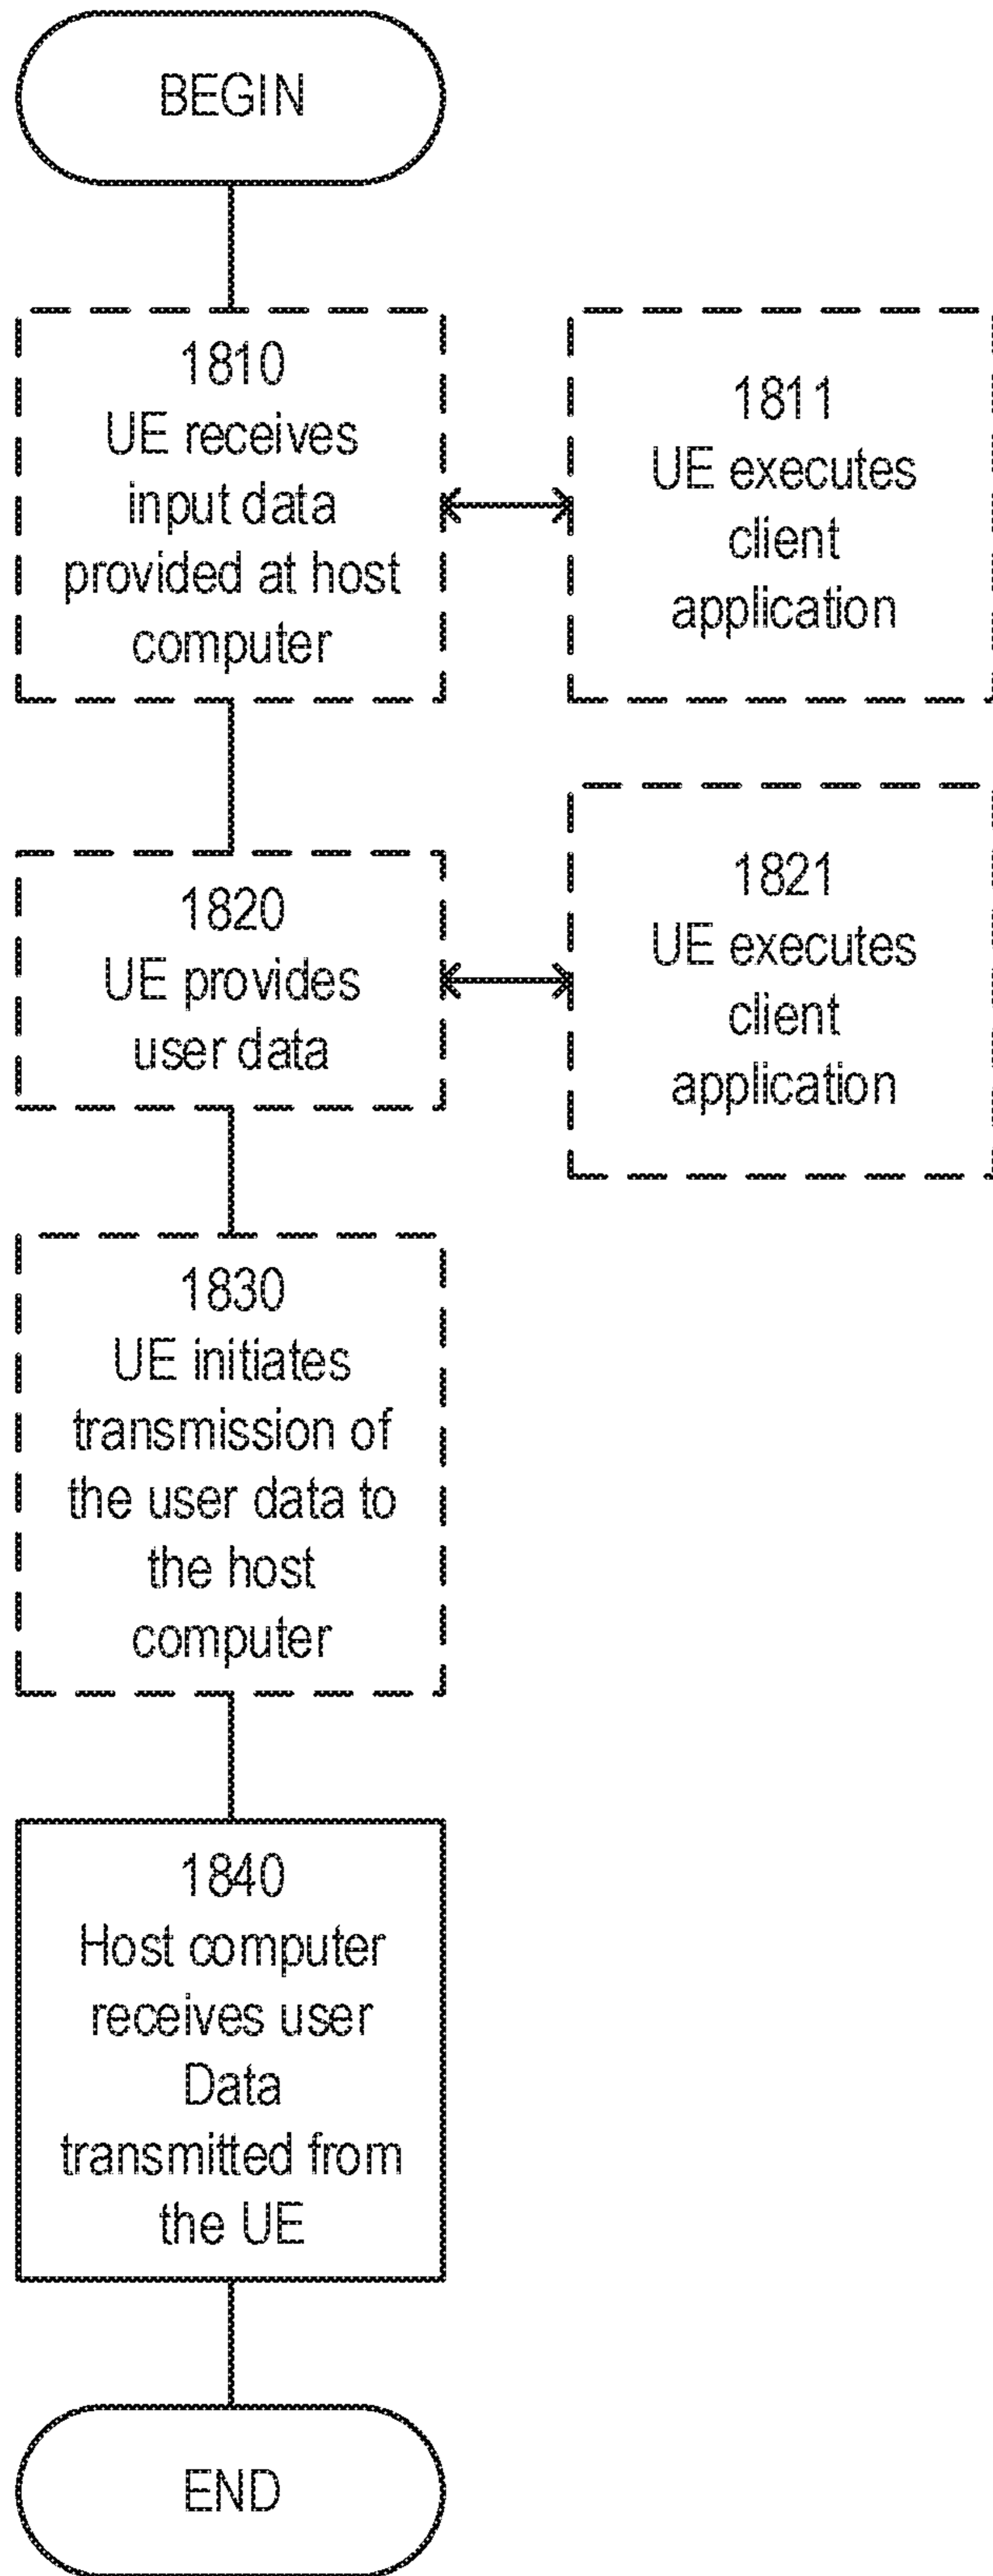 BEGIN
1810
UE receives
input data
provided at host
computer
1811
UE executes
client
application
1820
UE provides
user data
1821
UE executes
client
application
1830
UE initiates
transmission of
the user data to
the host
computer
1840
Host computer
receives user
Data
transmitted from
the UE
END